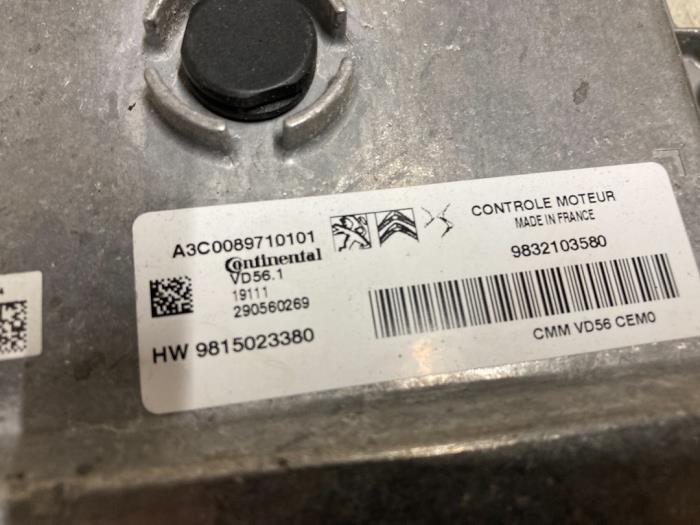 A3C0089710101
Continental
VD56.1
19111
290560269
HW 9815023380
CONTROLE MOTEUR
MADE IN FRANCE
9832103580
CMM VD56 CEM0